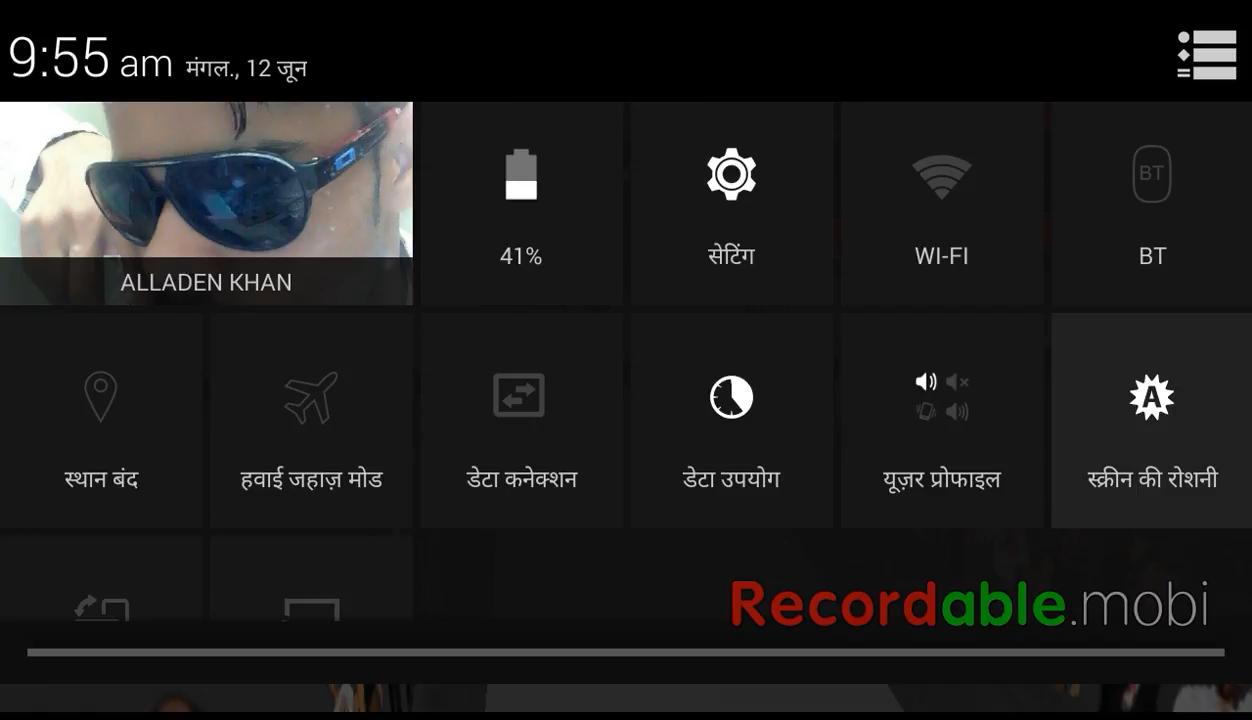 9:55 am मंगल., 12 जून
ALLADEN KHAN
41%
सेटिंग
WI-FI
BT
BT
स्थान बंद
हवाई जहाज़ मोड
डेटा कनेक्शन
डेटा उपयोग
यूज़र प्रोफाइल
A
स्क्रीन की रोशनी
Recordable.mobi